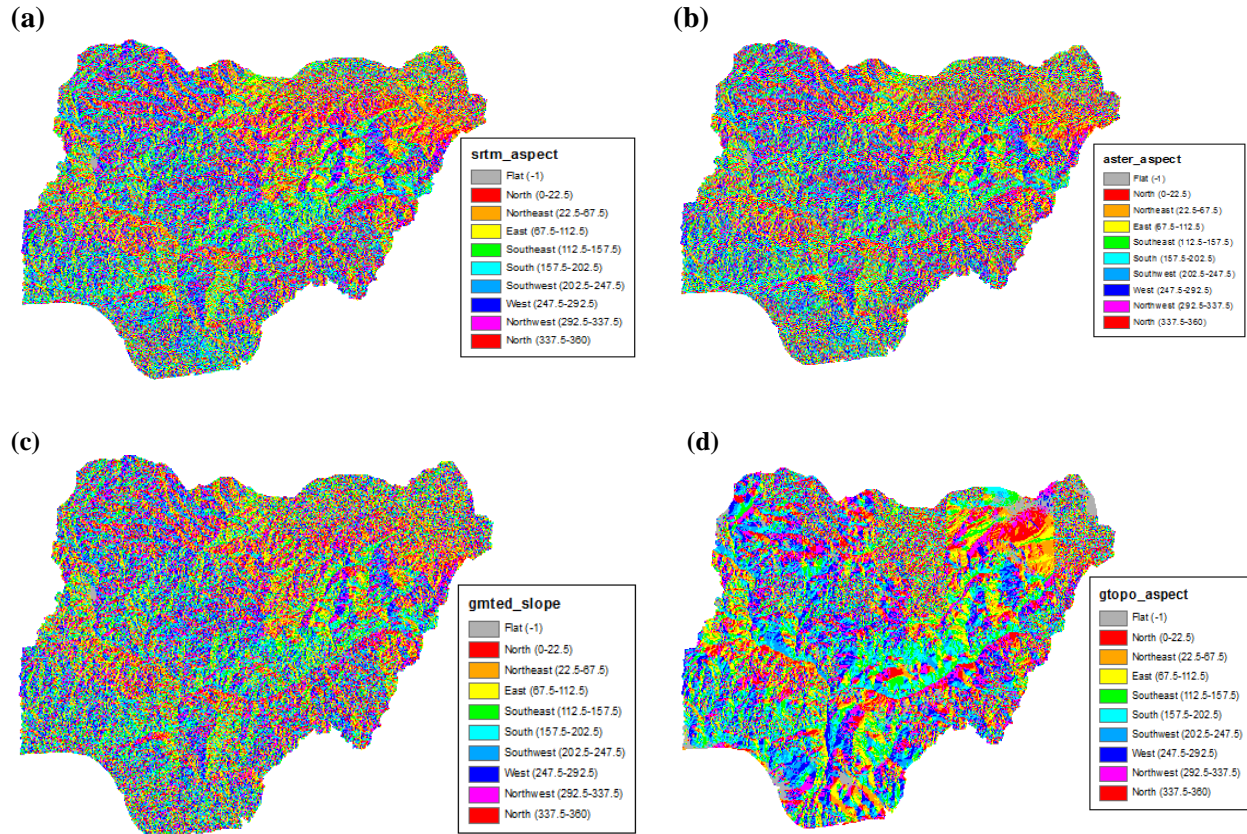 (a)
srtm_aspect
Flat (-1)
North (0-22.5)
Northeast (22.5-67.5)
East (67.5-112.5)
Southeast (112.5-157.5)
South (157.5-202.5)
Southwest (202.5-247.5)
West (247.5-292.5)
Northwest (292.5-337.5)
North (337.5-360)
(b)
aster_aspect
Flat (-1)
North (0-22.5)
Northeast (22.5-67.5)
East (67.5-112.5)
Southeast (112.5-157.5)
South (157.5-202.5)
Southwest (202.5-247.5)
West (247.5-292.5)
Northwest (292.5-337.5)
North (337.5-360)
(c)
gmted_slope
Flat (-1)
North (0-22.5)
Northeast (22.5-67.5)
East (67.5-112.5)
Southeast (112.5-157.5)
South (157.5-202.5)
Southwest (202.5-247.5)
West (247.5-292.5)
Northwest (292.5-337.5)
North (337.5-360)
(d)
gtopo_aspect
Flat (-1)
North (0-22.5)
Northeast (22.5-67.5)
East (67.5-112.5)
Southeast (112.5-157.5)
South (157.5-202.5)
Southwest (202.5-247.5)
West (247.5-292.5)
Northwest (292.5-337.5)
North (337.5-360)